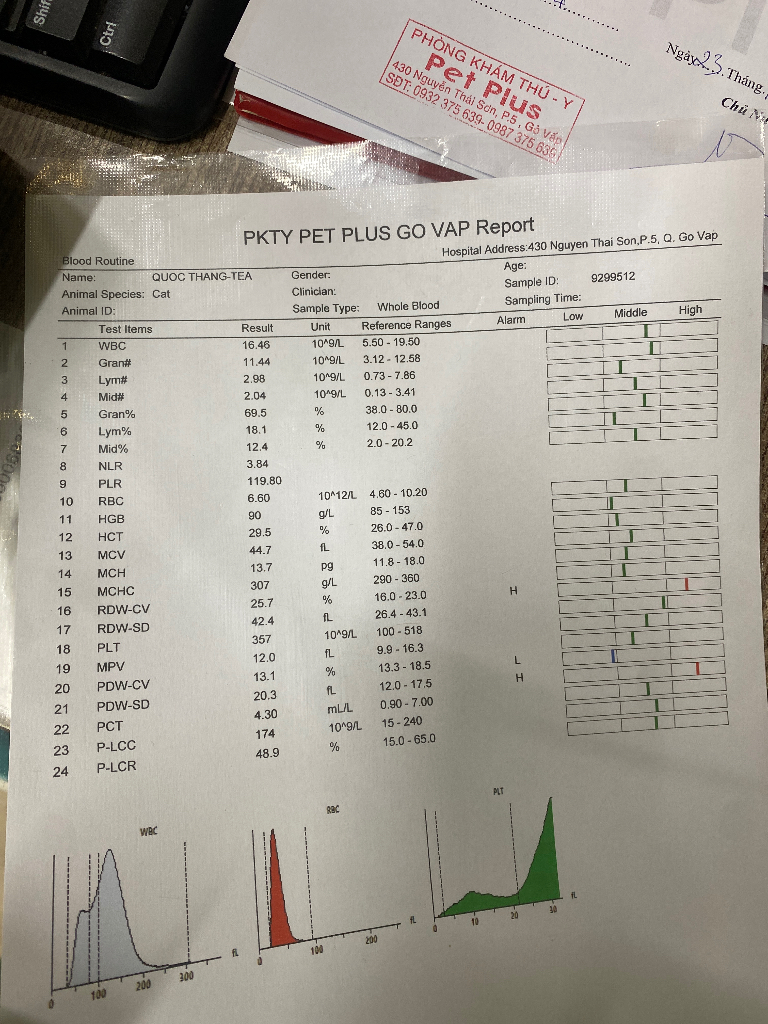 Shift
Ctrl
PHÒNG KHÁM THÚ - Y
Pet Plus
430 Nguyễn Thái Sơn, P.5, Gò Vấp
SĐT: 0932 375 639- 0987 375 639
Ngày 23 Tháng
PKTY PET PLUS GO VAP Report
Hospital Address:430 Nguyen Thai Son,P.5, Q. Go Vap
Blood Routine
Name: QUOC THANG-TEA Gender: Age:
Animal Species: Cat Clinician: Sample ID: 9299512
Animal ID: Sample Type: Whole Blood Sampling Time:
Test Items Result Unit Reference Ranges Alarm Low Middle High
1 WBC 16.46 10^9/L 5.50 - 19.50
2 Gran# 11.44 10^9/L 3.12 - 12.58
3 Lym# 2.98 10^9/L 0.73 - 7.86
4 Mid# 2.04 10^9/L 0.13 - 3.41
5 Gran% 69.5 % 38.0 - 80.0
6 Lym% 18.1 % 12.0 - 45.0
7 Mid% 12.4 % 2.0 - 20.2
8 NLR 3.84
9 PLR 119.80
10 RBC 6.60 10^12/L 4.60 - 10.20
11 HGB 90 g/L 85 - 153
12 HCT 29.5 % 26.0 - 47.0
13 MCV 44.7 fL 38.0 - 54.0
14 MCH 13.7 pg 11.8 - 18.0
15 MCHC 307 g/L 290 - 360
16 RDW-CV 25.7 % 16.0 - 23.0 H
17 RDW-SD 42.4 fL 26.4 - 43.1
18 PLT 357 10^9/L 100 - 518
19 MPV 12.0 fL 9.9 - 16.3
20 PDW-CV 13.1 % 13.3 - 18.5 L
21 PDW-SD 20.3 fL 12.0 - 17.5 H
22 PCT 4.30 mL/L 0.90 - 7.00
23 P-LCC 174 10^9/L 15 - 240
24 P-LCR 48.9 % 15.0 - 65.0
WBC
0 100 200 300 fL
RBC
0 100 200 fL
PLT
0 10 20 30 fL